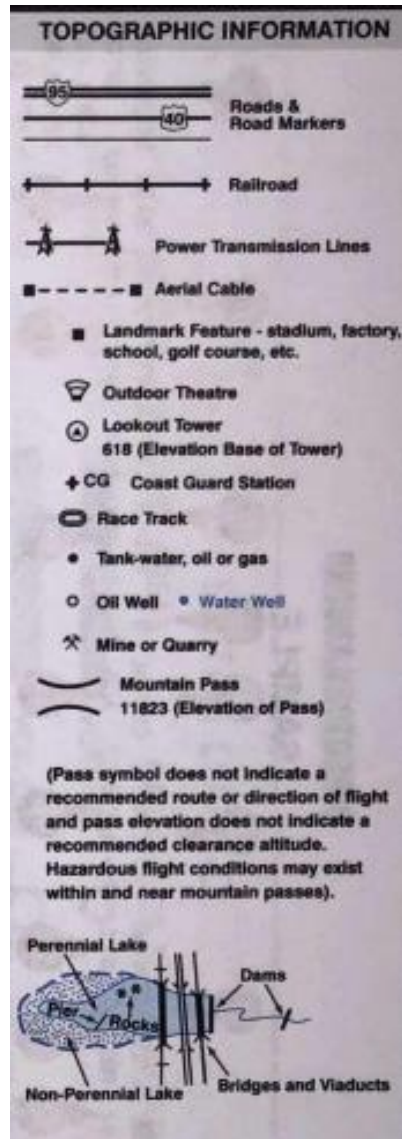 TOPOGRAPHIC INFORMATION
95
40
Roads &
Road Markers
Railroad
Power Transmission Lines
Aerial Cable
Landmark Feature - stadium, factory,
school, golf course, etc.
Outdoor Theatre
Lookout Tower
618 (Elevation Base of Tower)
CG Coast Guard Station
Race Track
Tank-water, oil or gas
Oil Well Water Well
Mine or Quarry
Mountain Pass
11823 (Elevation of Pass)
(Pass symbol does not indicate a
recommended route or direction of flight
and pass elevation does not indicate a
recommended clearance altitude.
Hazardous flight conditions may exist
within and near mountain passes).
Perennial Lake
Dams
Pier
Rocks
Non-Perennial Lake
Bridges and Viaducts